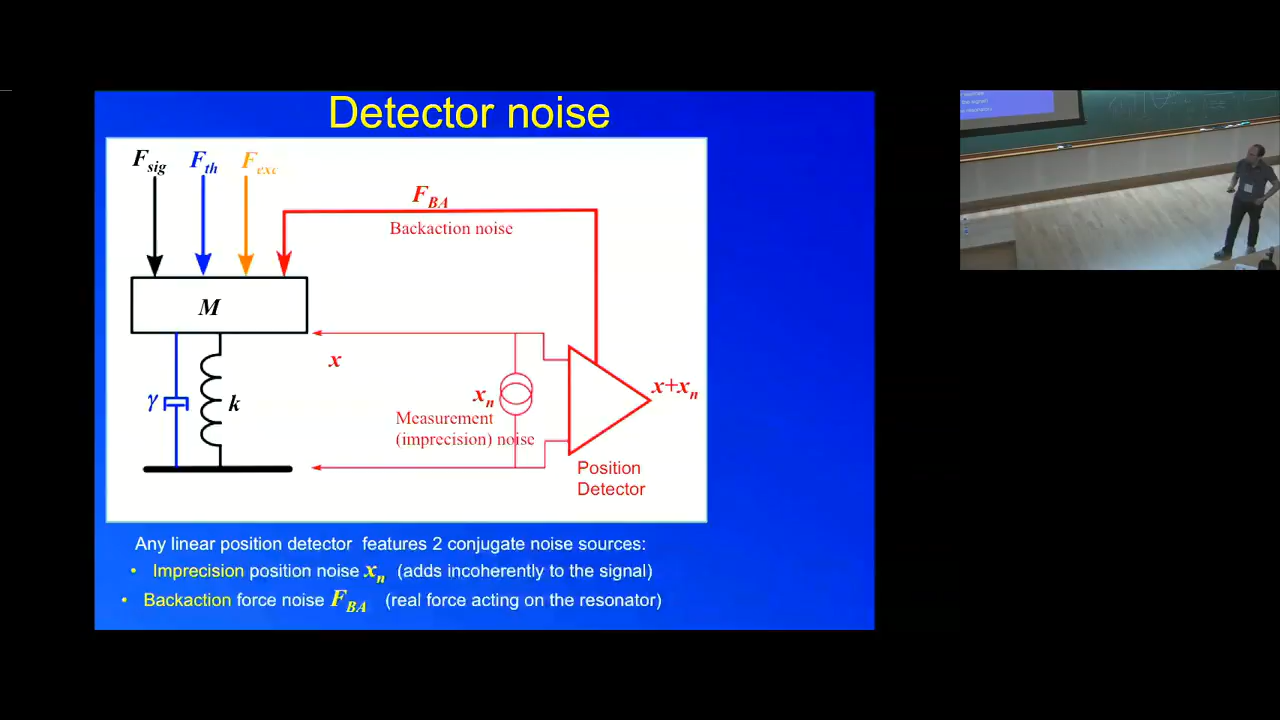 Detector noise
F_sig F_th F_exc
F_BA
Backaction noise
M
x
γ
k
x_n
x+x_n
Measurement
(imprecision) noise
Position
Detector
Any linear position detector features 2 conjugate noise sources:
• Imprecision position noise x_n (adds incoherently to the signal)
• Backaction force noise F_BA (real force acting on the resonator)